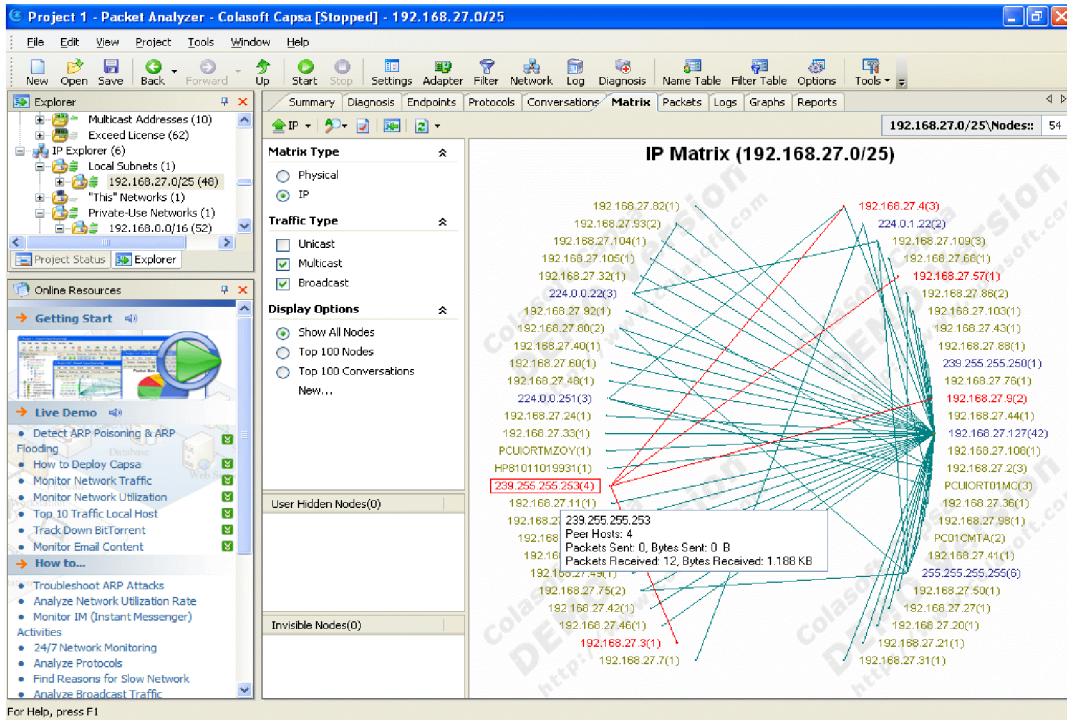 Project 1 - Packet Analyzer - Colasoft Capsa [Stopped] - 192.168.27.0/25
File Edit View Project Tools Window Help
New Open Save Back Forward Up Start Stop Settings Adapter Filter Network Log Diagnosis Name Table Filter Table Options Tools
Explorer
Multicast Addresses (10)
Exceed License (62)
IP Explorer (6)
Local Subnets (1)
192.168.27.0/25 (48)
"This" Networks (1)
Private-Use Networks (1)
192.168.0.0/16 (52)
Project Status Explorer
Online Resources
Getting Start
Live Demo
Detect ARP Poisoning & ARP
Flooding
How to Deploy Capsa
Monitor Network Traffic
Monitor Network Utilization
Top 10 Traffic Local Host
Track Down BitTorrent
Monitor Email Content
How to...
Troubleshoot ARP Attacks
Analyze Network Utilization Rate
Monitor IM (Instant Messenger)
Activities
24/7 Network Monitoring
Analyze Protocols
Find Reasons for Slow Network
Analyze Broadcast Traffic
Summary Diagnosis Endpoints Protocols Conversations Matrix Packets Logs Graphs Reports
IP
192.168.27.0/25\Nodes:: 54
Matrix Type
Physical
IP
Traffic Type
Unicast
Multicast
Broadcast
Display Options
Show All Nodes
Top 100 Nodes
Top 100 Conversations
New...
User Hidden Nodes(0)
Invisible Nodes(0)
IP Matrix (192.168.27.0/25)
192.168.27.82(1)
192.168.27.93(2)
192.168.27.104(1)
192.168.27.105(1)
192.168.27.32(1)
224.0.0.22(3)
192.168.27.92(1)
192.168.27.80(2)
192.168.27.40(1)
192.168.27.60(1)
192.168.27.48(1)
224.0.0.251(3)
192.168.27.24(1)
192.168.27.33(1)
PCUIORTMZOY(1)
HP81011019931(1)
239.255.255.253(4)
192.168.27.11(1)
239.255.255.253
Peer Hosts: 4
Packets Sent: 0, Bytes Sent: 0 B
Packets Received: 12, Bytes Received: 1.188 KB
192.168.27.49(1)
192.168.27.75(2)
192.168.27.42(1)
192.168.27.46(1)
192.168.27.3(1)
192.168.27.7(1)
192.168.27.4(3)
224.0.1.22(2)
192.168.27.109(3)
192.168.27.68(1)
192.168.27.57(1)
192.168.27.86(2)
192.168.27.103(1)
192.168.27.43(1)
192.168.27.88(1)
239.255.255.250(1)
192.168.27.76(1)
192.168.27.9(2)
192.168.27.44(1)
192.168.27.127(42)
192.168.27.108(1)
192.168.27.2(3)
PCUIORT01MC(3)
192.168.27.36(1)
192.168.27.98(1)
PC01CMTA(2)
192.168.27.41(1)
255.255.255.255(6)
192.168.27.50(1)
192.168.27.27(1)
192.168.27.20(1)
192.168.27.21(1)
192.168.27.31(1)
Colasoft Capsa
DEMO Version
For Help, press F1